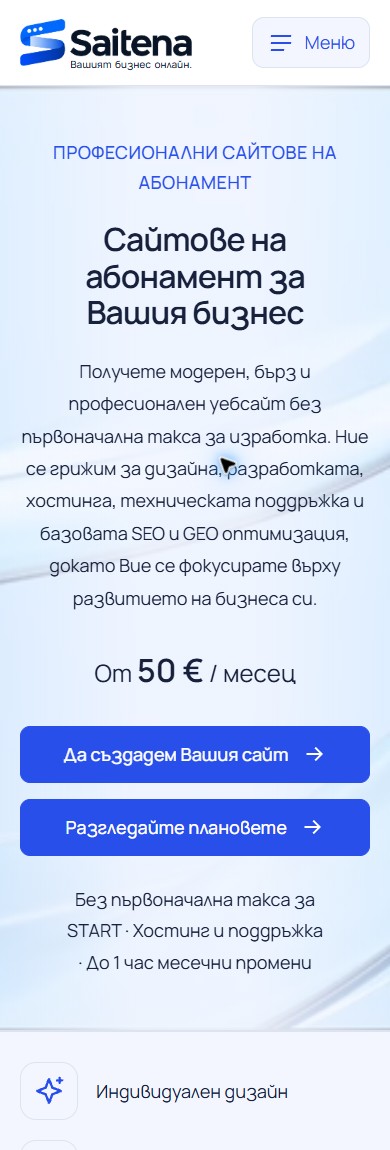 Saitena
Вашият бизнес онлайн.
Меню
ПРОФЕСИОНАЛНИ САЙТОВЕ НА
АБОНАМЕНТ
Сайтове на
абонамент за
Вашия бизнес
Получете модерен, бърз и
професионален уебсайт без
първоначална такса за изработка. Ние
се грижим за дизайна, разработката,
хостинга, техническата поддръжка и
базовата SEO и GEO оптимизация,
докато Вие се фокусирате върху
развитието на бизнеса си.
От 50 € / месец
Да създадем Вашия сайт →
Разгледайте плановете →
Без първоначална такса за
START · Хостинг и поддръжка
· До 1 час месечни промени
Индивидуален дизайн